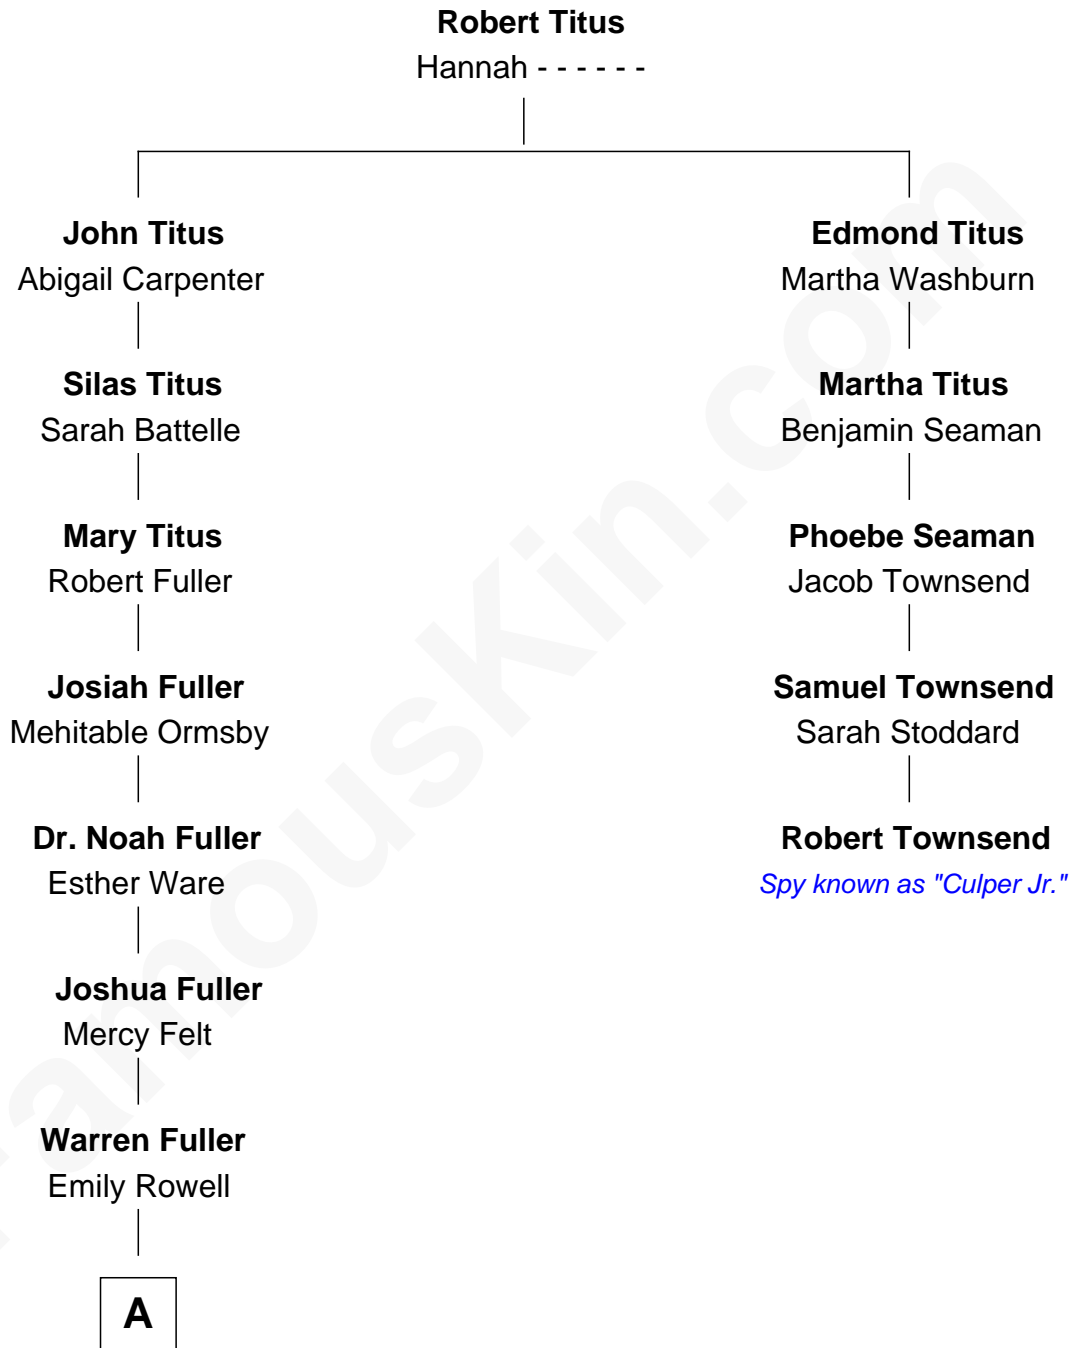 Robert Titus
Hannah - - - - - -
John Titus
Abigail Carpenter
Silas Titus
Sarah Battelle
Mary Titus
Robert Fuller
Josiah Fuller
Mehitable Ormsby
Dr. Noah Fuller
Esther Ware
Joshua Fuller
Mercy Felt
Warren Fuller
Emily Rowell
A
Edmond Titus
Martha Washburn
Martha Titus
Benjamin Seaman
Phoebe Seaman
Jacob Townsend
Samuel Townsend
Sarah Stoddard
Robert Townsend
Spy known as "Culper Jr."
FamousKin.com